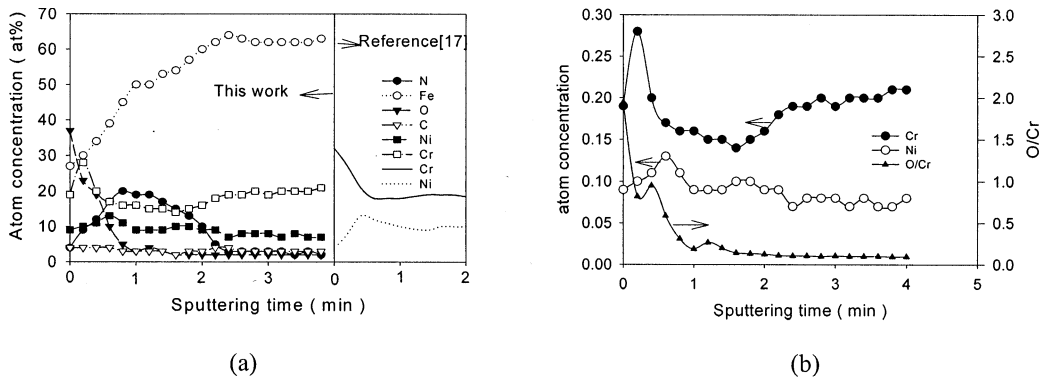 Atom concentration ( at% )
80
70
60
50
40
30
20
10
0
Reference[17]
This work
N
Fe
O
C
Ni
Cr
Cr
Ni
0 1 2 3 0 1 2
Sputtering time ( min )
(a)
atom concentration
0.30
0.25
0.20
0.15
0.10
0.05
0.00
Cr
Ni
O/Cr
3.0
2.5
2.0
1.5
1.0
0.5
0.0
O/Cr
0 1 2 3 4 5
Sputtering time ( min )
(b)